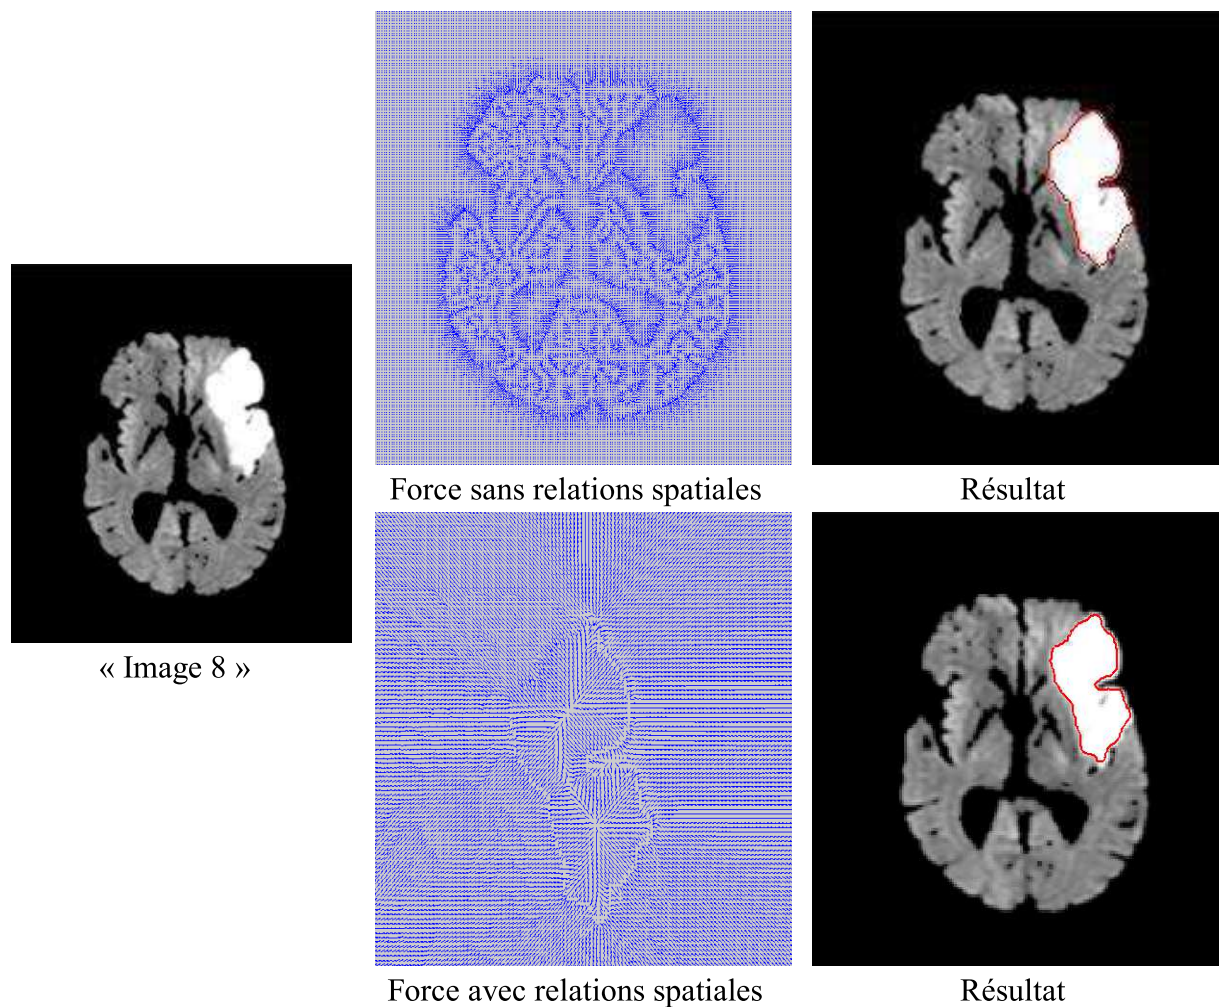 Force sans relations spatiales
Résultat
« Image 8 »
Force avec relations spatiales
Résultat